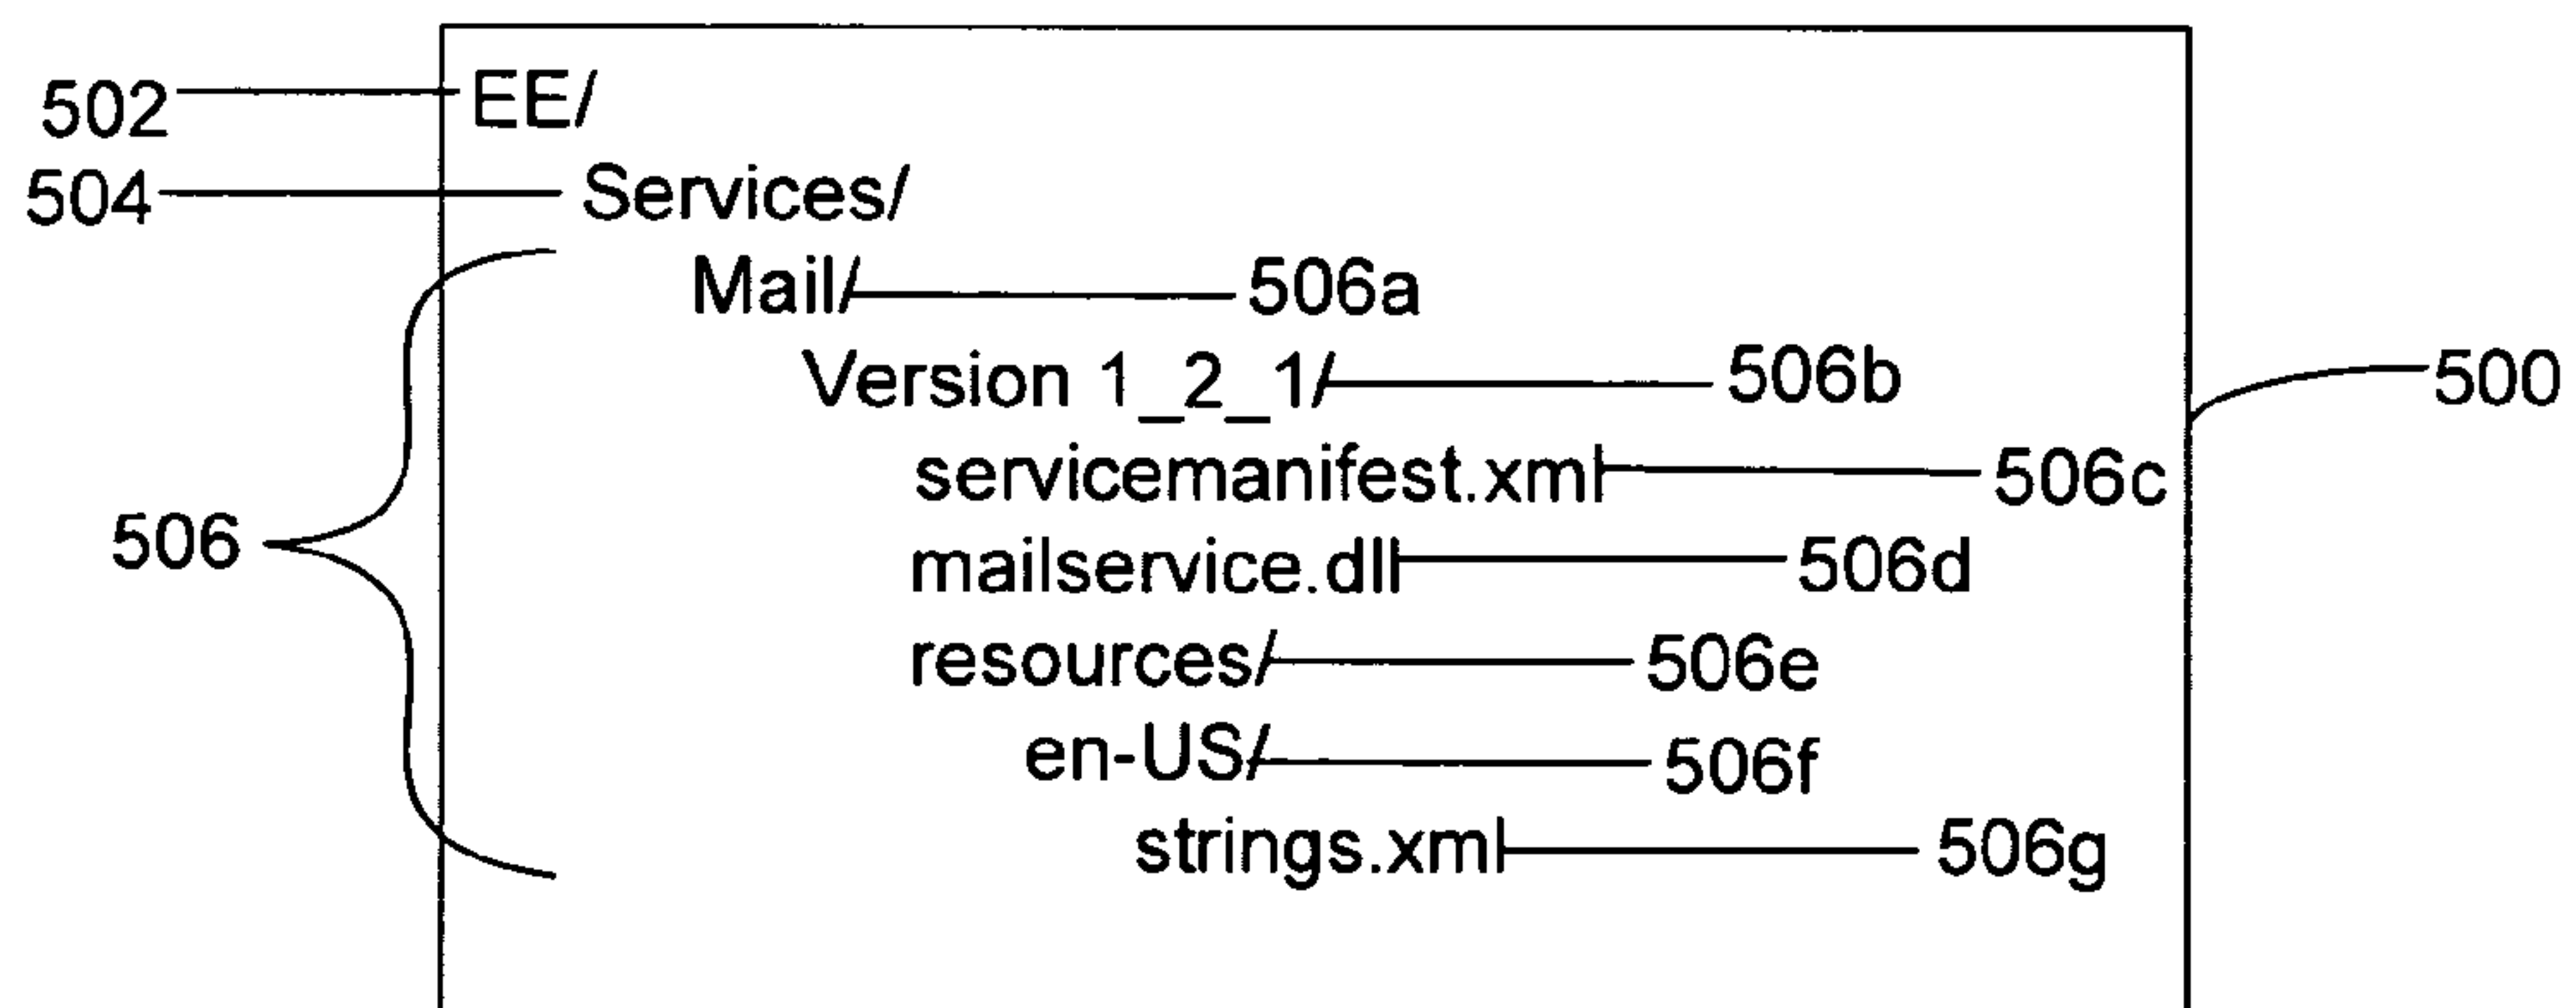 502 EE/
504 Services/
Mail/ 506a
Version 1_2_1/ 506b
500
servicemanifest.xml 506c
506 mailservice.dll 506d
resources/ 506e
en-US/ 506f
strings.xml 506g